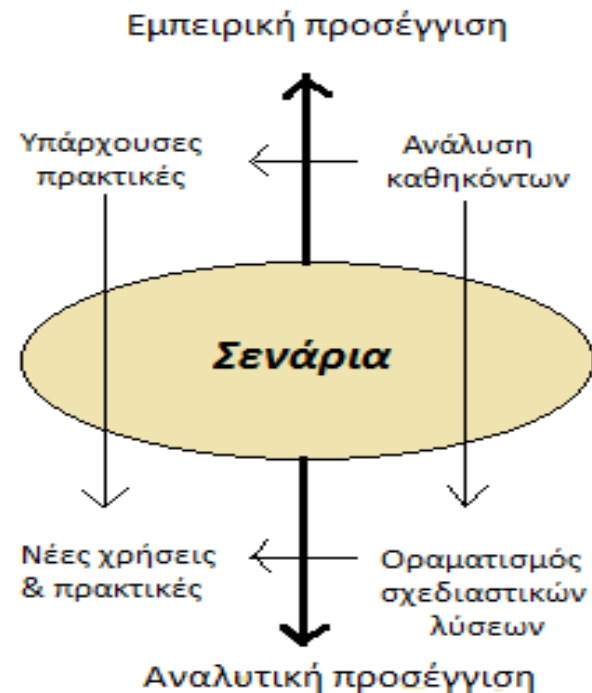 Εμπειρική προσέγγιση
Υπάρχουσες
πρακτικές
Ανάλυση
καθηκόντων
Σενάρια
Νέες χρήσεις
& πρακτικές
Οραματισμός
σχεδιαστικών
λύσεων
Αναλυτική προσέγγιση